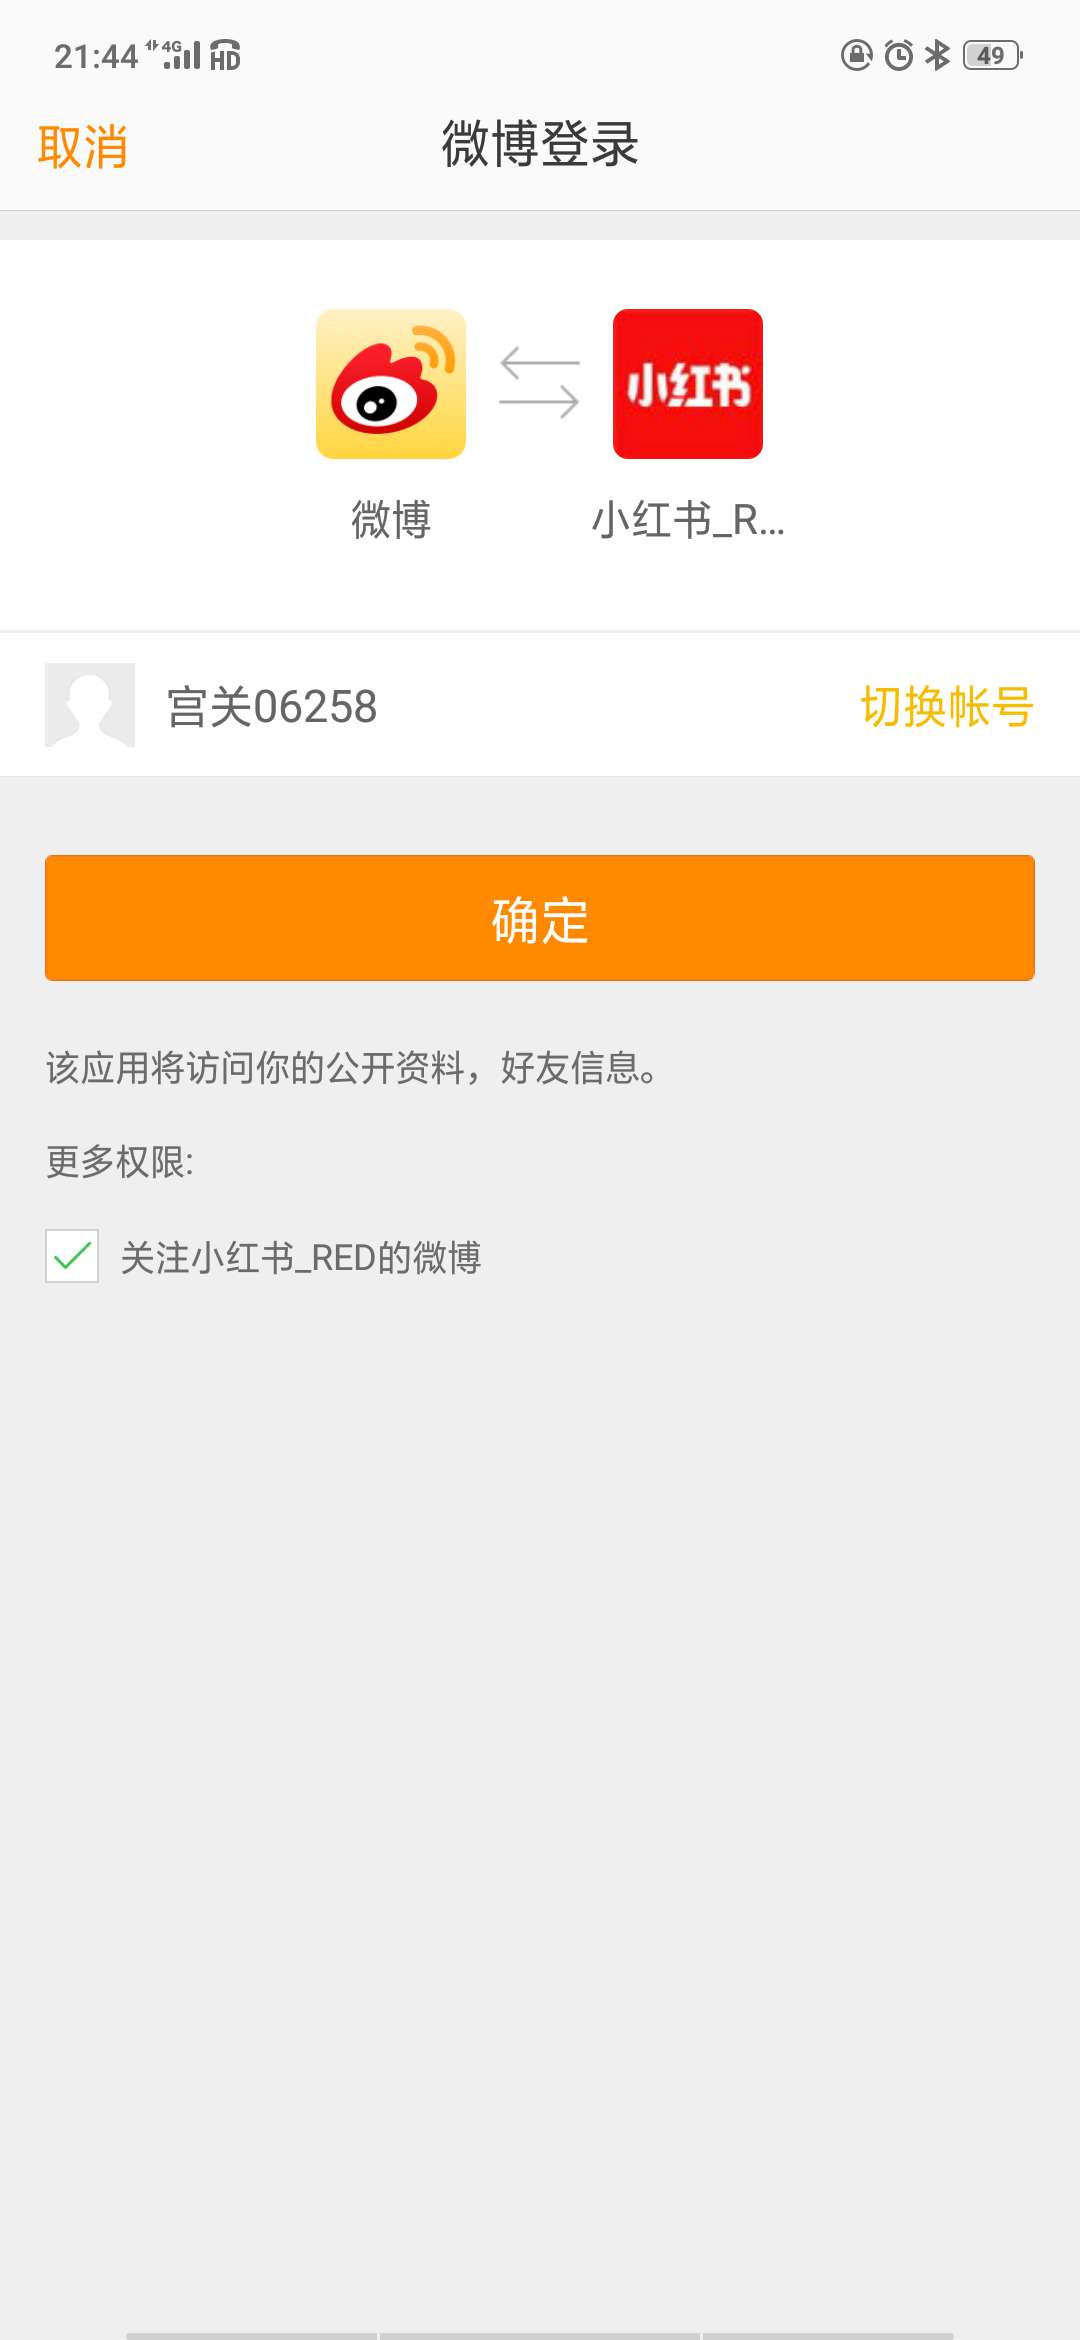 21:44 4G HD 49
取消 微博登录
小红书
微博 小红书_R...
宫关06258 切换帐号
确定
该应用将访问你的公开资料，好友信息。
更多权限:
关注小红书_RED的微博